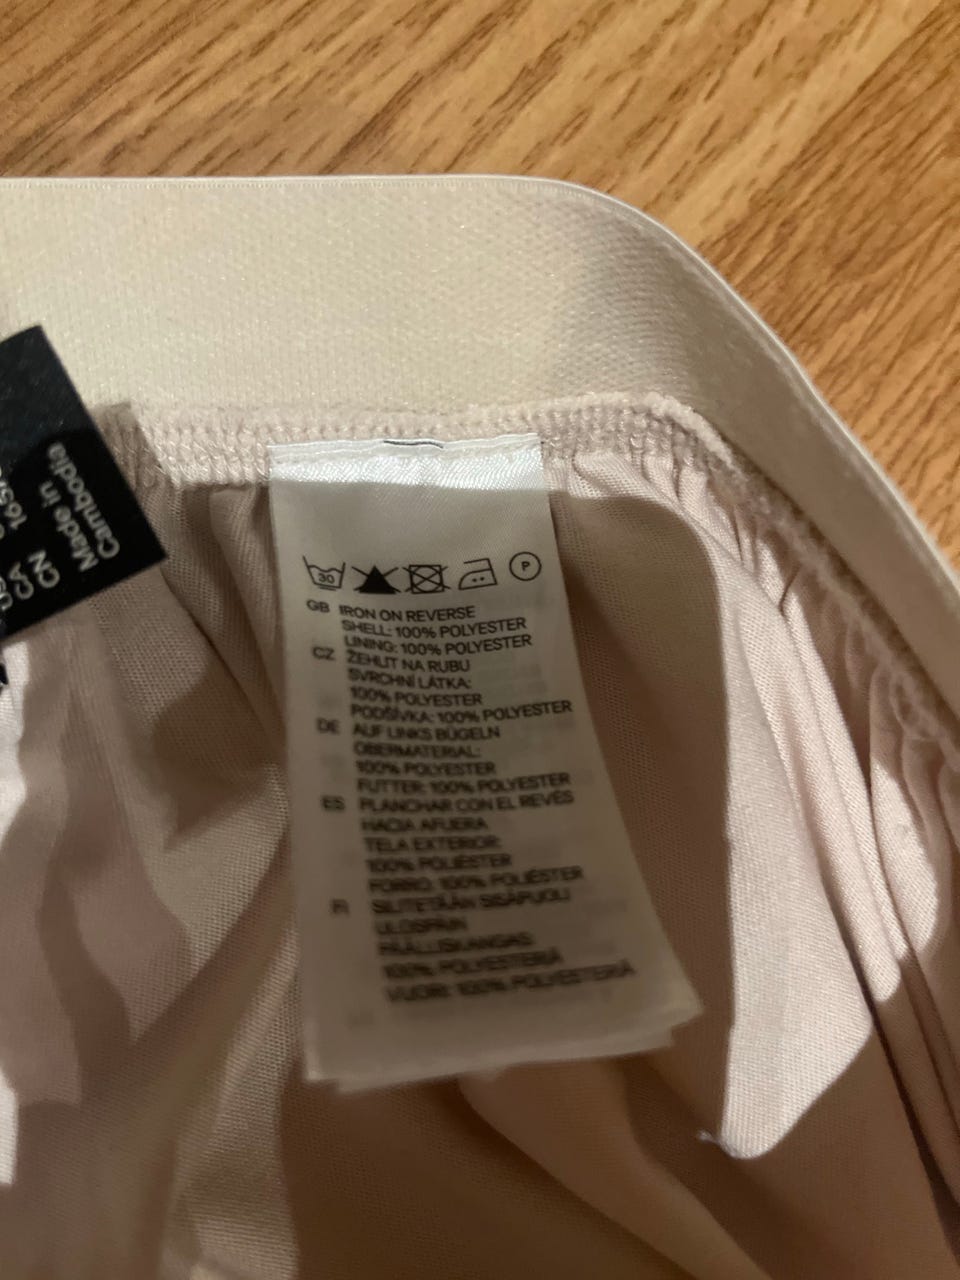 Made in
Cambodia
CN
CA
30
P
GB IRON ON REVERSE
SHELL: 100% POLYESTER
LINING: 100% POLYESTER
CZ ŽEHLIT NA RUBU
SVRCHNÍ LÁTKA:
100% POLYESTER
PODŠÍVKA: 100% POLYESTER
DE AUF LINKS BÜGELN
OBERMATERIAL:
100% POLYESTER
FUTTER: 100% POLYESTER
ES PLANCHAR CON EL REVÉS
HACIA AFUERA
TELA EXTERIOR:
100% POLIÉSTER
FORRO: 100% POLIÉSTER
FI SILITETÄÄN SISÄPUOLI
ULOSPÄIN
PÄÄLLISKANGAS:
100% POLYESTERIÄ
VUORI: 100% POLYESTERIÄ